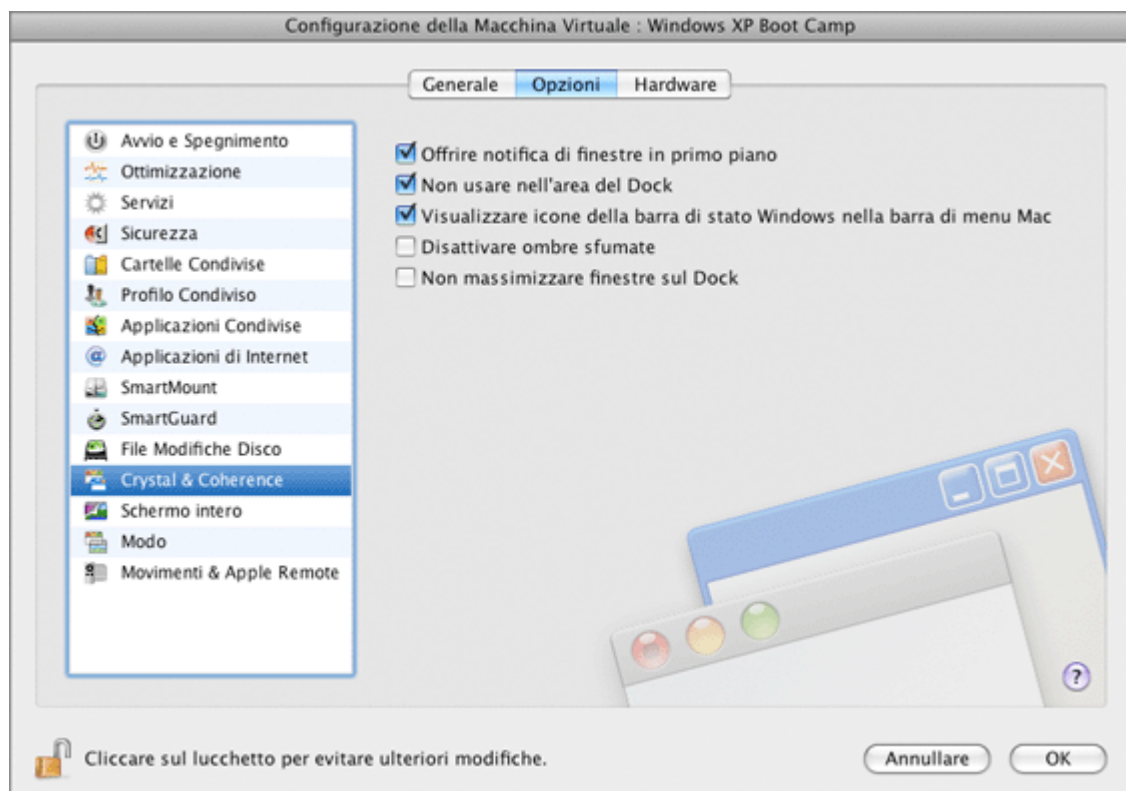 Configurazione della Macchina Virtuale : Windows XP Boot Camp
Generale Opzioni Hardware
Avvio e Spegnimento
Ottimizzazione
Servizi
Sicurezza
Cartelle Condivise
Profilo Condiviso
Applicazioni Condivise
Applicazioni di Internet
SmartMount
SmartGuard
File Modifiche Disco
Crystal & Coherence
Schermo intero
Modo
Movimenti & Apple Remote
Offrire notifica di finestre in primo piano
Non usare nell'area del Dock
Visualizzare icone della barra di stato Windows nella barra di menu Mac
Disattivare ombre sfumate
Non massimizzare finestre sul Dock
?
Cliccare sul lucchetto per evitare ulteriori modifiche.
Annullare OK